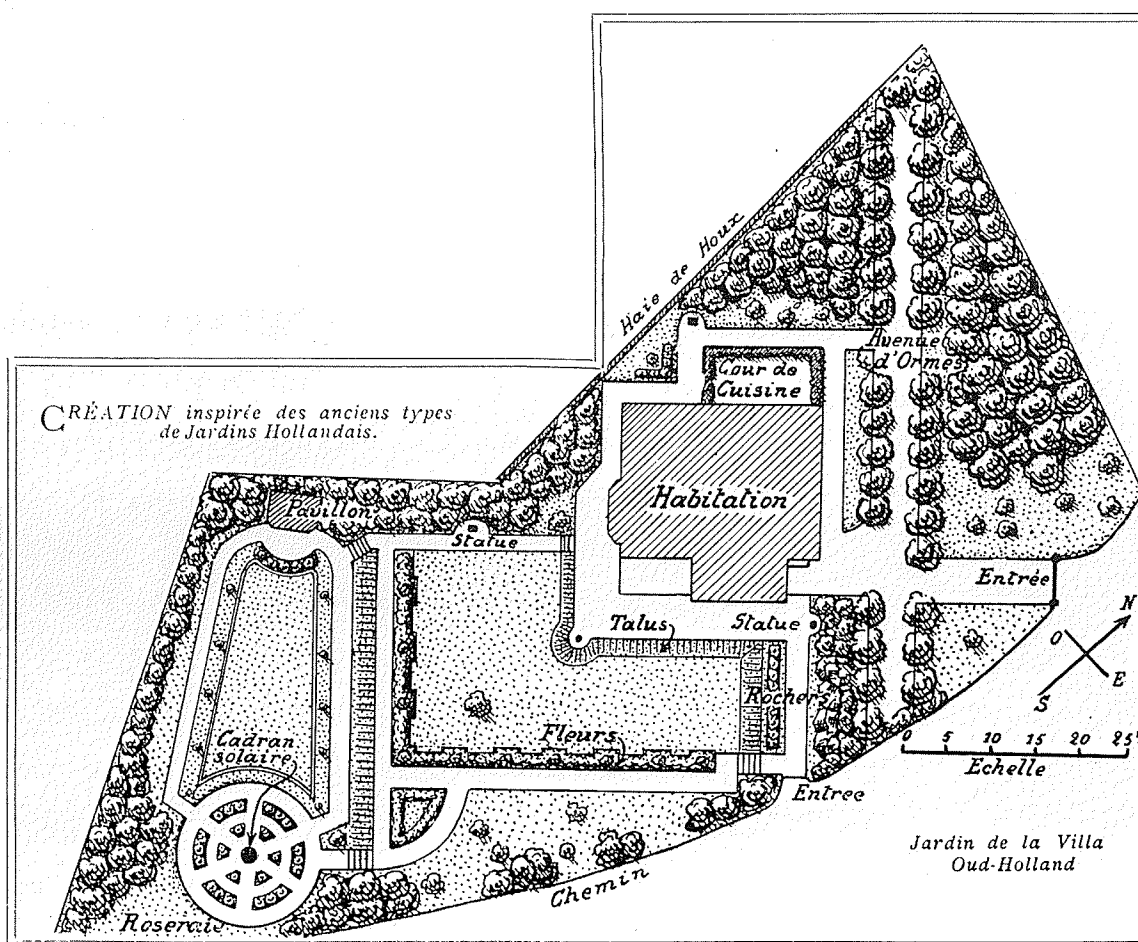 Haie de Houx
Avenue
d'Ormes
Cour de
Cuisine
CRÉATION inspirée des anciens types
de Jardins Hollandais.
Habitation
Pavillon
Statue
Entrée
Talus
Statue
N
O
E
S
Rochers
Fleurs
Cadran
solaire
0 5 10 15 20 25
Echelle
Entree
Jardin de la Villa
Oud-Holland
Chemin
Roseraie